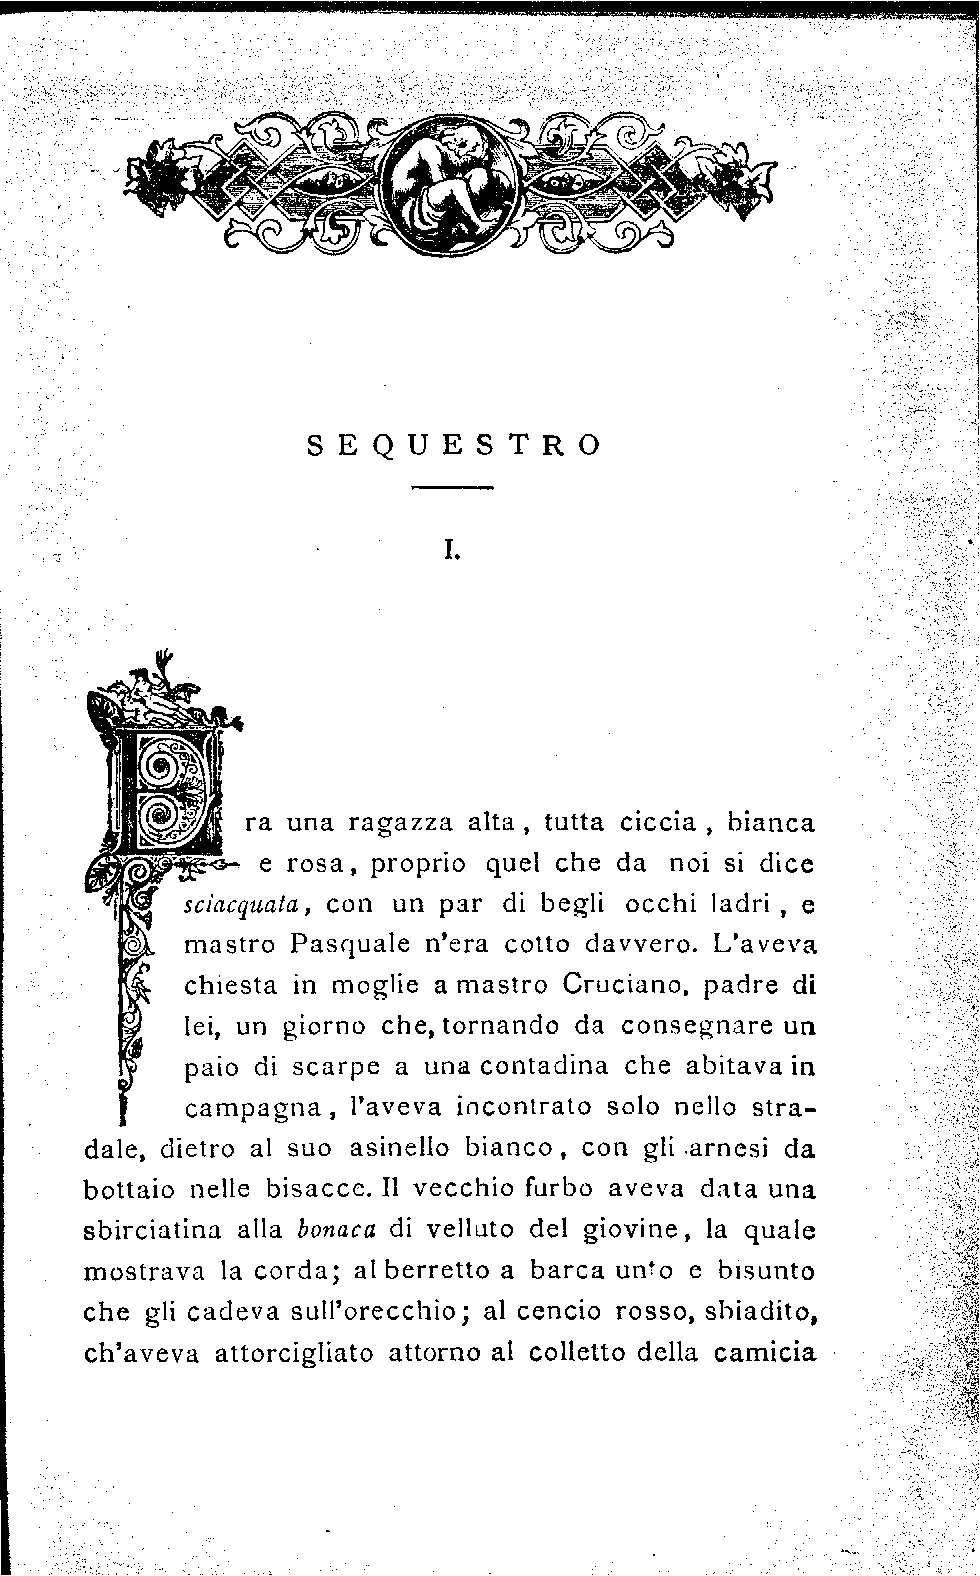 SEQUESTRO
I.
Era una ragazza alta, tutta ciccia, bianca
e rosa, proprio quel che da noi si dice
sciacquata, con un par di begli occhi ladri, e
mastro Pasquale n'era cotto davvero. L'aveva
chiesta in moglie a mastro Cruciano, padre di
lei, un giorno che, tornando da consegnare un
paio di scarpe a una contadina che abitava in
campagna, l'aveva incontrato solo nello stra-
dale, dietro al suo asinello bianco, con gli arnesi da
bottaio nelle bisacce. Il vecchio furbo aveva data una
sbirciatina alla bonaca di velluto del giovine, la quale
mostrava la corda; al berretto a barca unto e bisunto
che gli cadeva sull'orecchio; al cencio rosso, sbiadito,
ch'aveva attorcigliato attorno al colletto della camicia